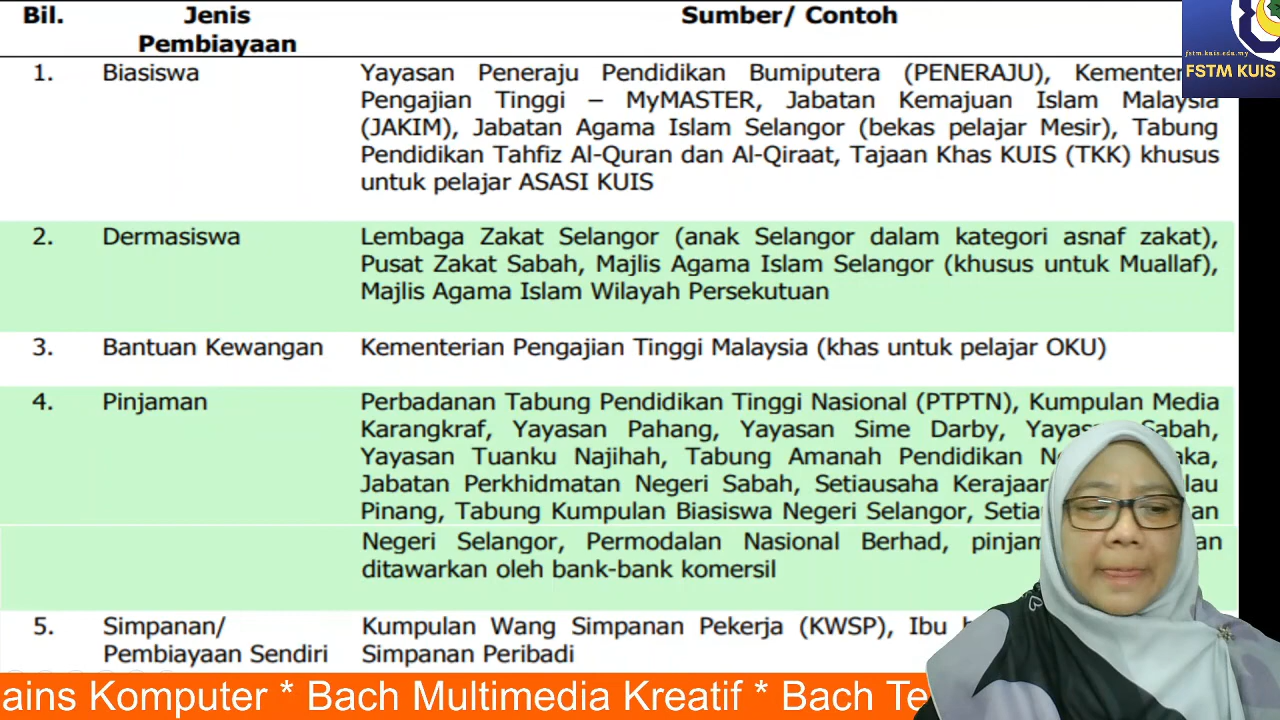 Bil. Jenis Pembiayaan Sumber/ Contoh
1. Biasiswa Yayasan Peneraju Pendidikan Bumiputera (PENERAJU),
Pengajian Tinggi – MyMASTER, Jabatan Kemajuan Islam Malaysia
(JAKIM), Jabatan Agama Islam Selangor (bekas pelajar Mesir), Tabung
Pendidikan Tahfiz Al-Quran dan Al-Qiraat, Tajaan Khas KUIS (TKK) khusus
untuk pelajar ASASI KUIS
2. Dermasiswa Lembaga Zakat Selangor (anak Selangor dalam kategori asnaf zakat),
Pusat Zakat Sabah, Majlis Agama Islam Selangor (khusus untuk Muallaf),
Majlis Agama Islam Wilayah Persekutuan
3. Bantuan Kewangan Kementerian Pengajian Tinggi Malaysia (khas untuk pelajar OKU)
4. Pinjaman Perbadanan Tabung Pendidikan Tinggi Nasional (PTPTN), Kumpulan Media
Karangkraf, Yayasan Pahang, Yayasan Sime Darby, Sabah,
Yayasan Tuanku Najihah, Tabung Amanah Pendidikan
Jabatan Perkhidmatan Negeri Sabah, Setiausaha
Pinang, Tabung Kumpulan Biasiswa Negeri Selangor,
Negeri Selangor, Permodalan Nasional Berhad,
ditawarkan oleh bank-bank komersil
5. Simpanan/ Kumpulan Wang Simpanan Pekerja (KWSP), Ibu
Pembiayaan Sendiri Simpanan Peribadi
fstm.kuis.edu.my
FSTM KUIS
Komputer * Bach Multimedia Kreatif * Bach